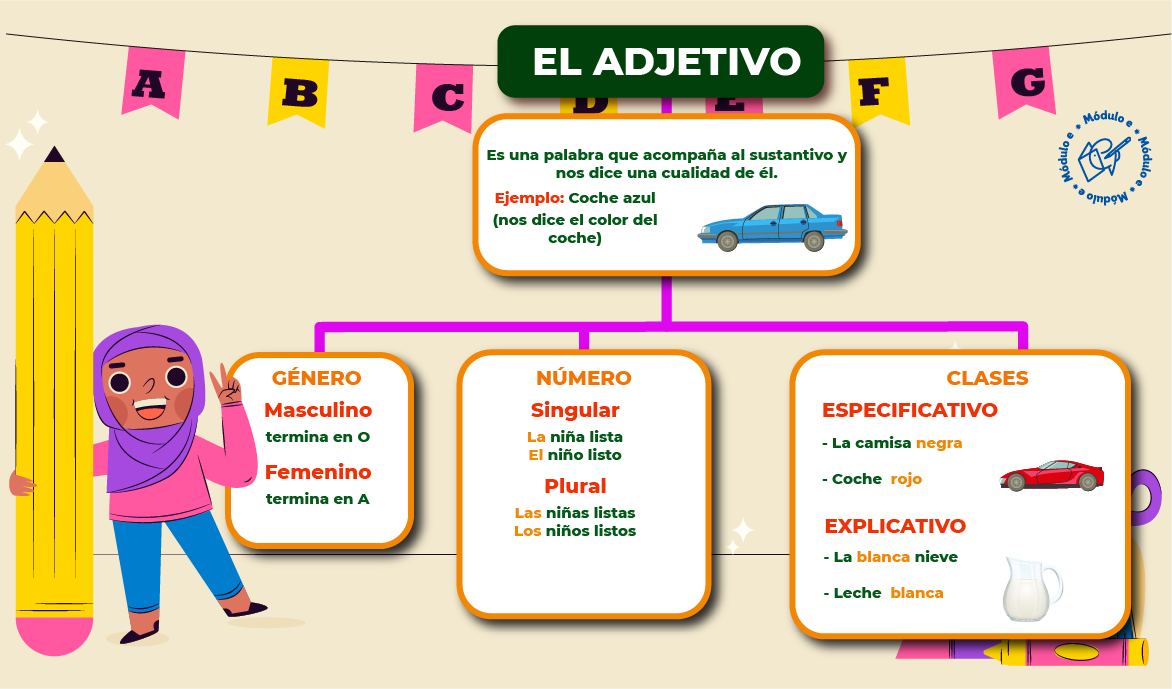 EL ADJETIVO
A
B
C
D
E
F
G
Módulo e * Módulo e * Módulo e * Módulo e *
Es una palabra que acompaña al sustantivo y
nos dice una cualidad de él.
Ejemplo: Coche azul
(nos dice el color del
coche)
GÉNERO
Masculino
termina en O
Femenino
termina en A
NÚMERO
Singular
La niña lista
El niño listo
Plural
Las niñas listas
Los niños listos
CLASES
ESPECIFICATIVO
- La camisa negra
- Coche rojo
EXPLICATIVO
- La blanca nieve
- Leche blanca